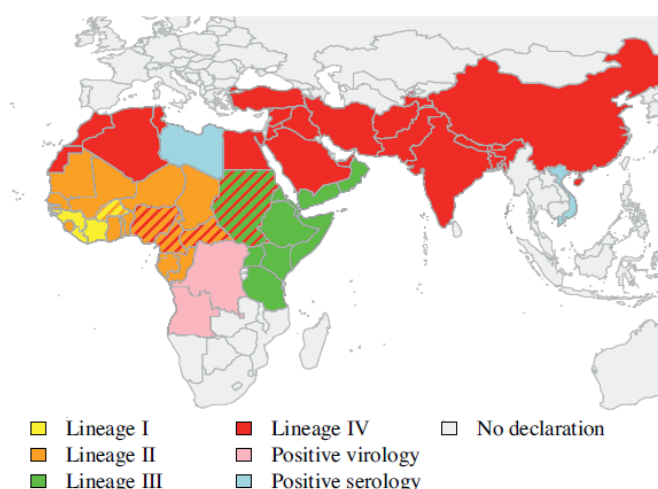 Lineage I
Lineage II
Lineage III
Lineage IV
Positive virology
Positive serology
No declaration